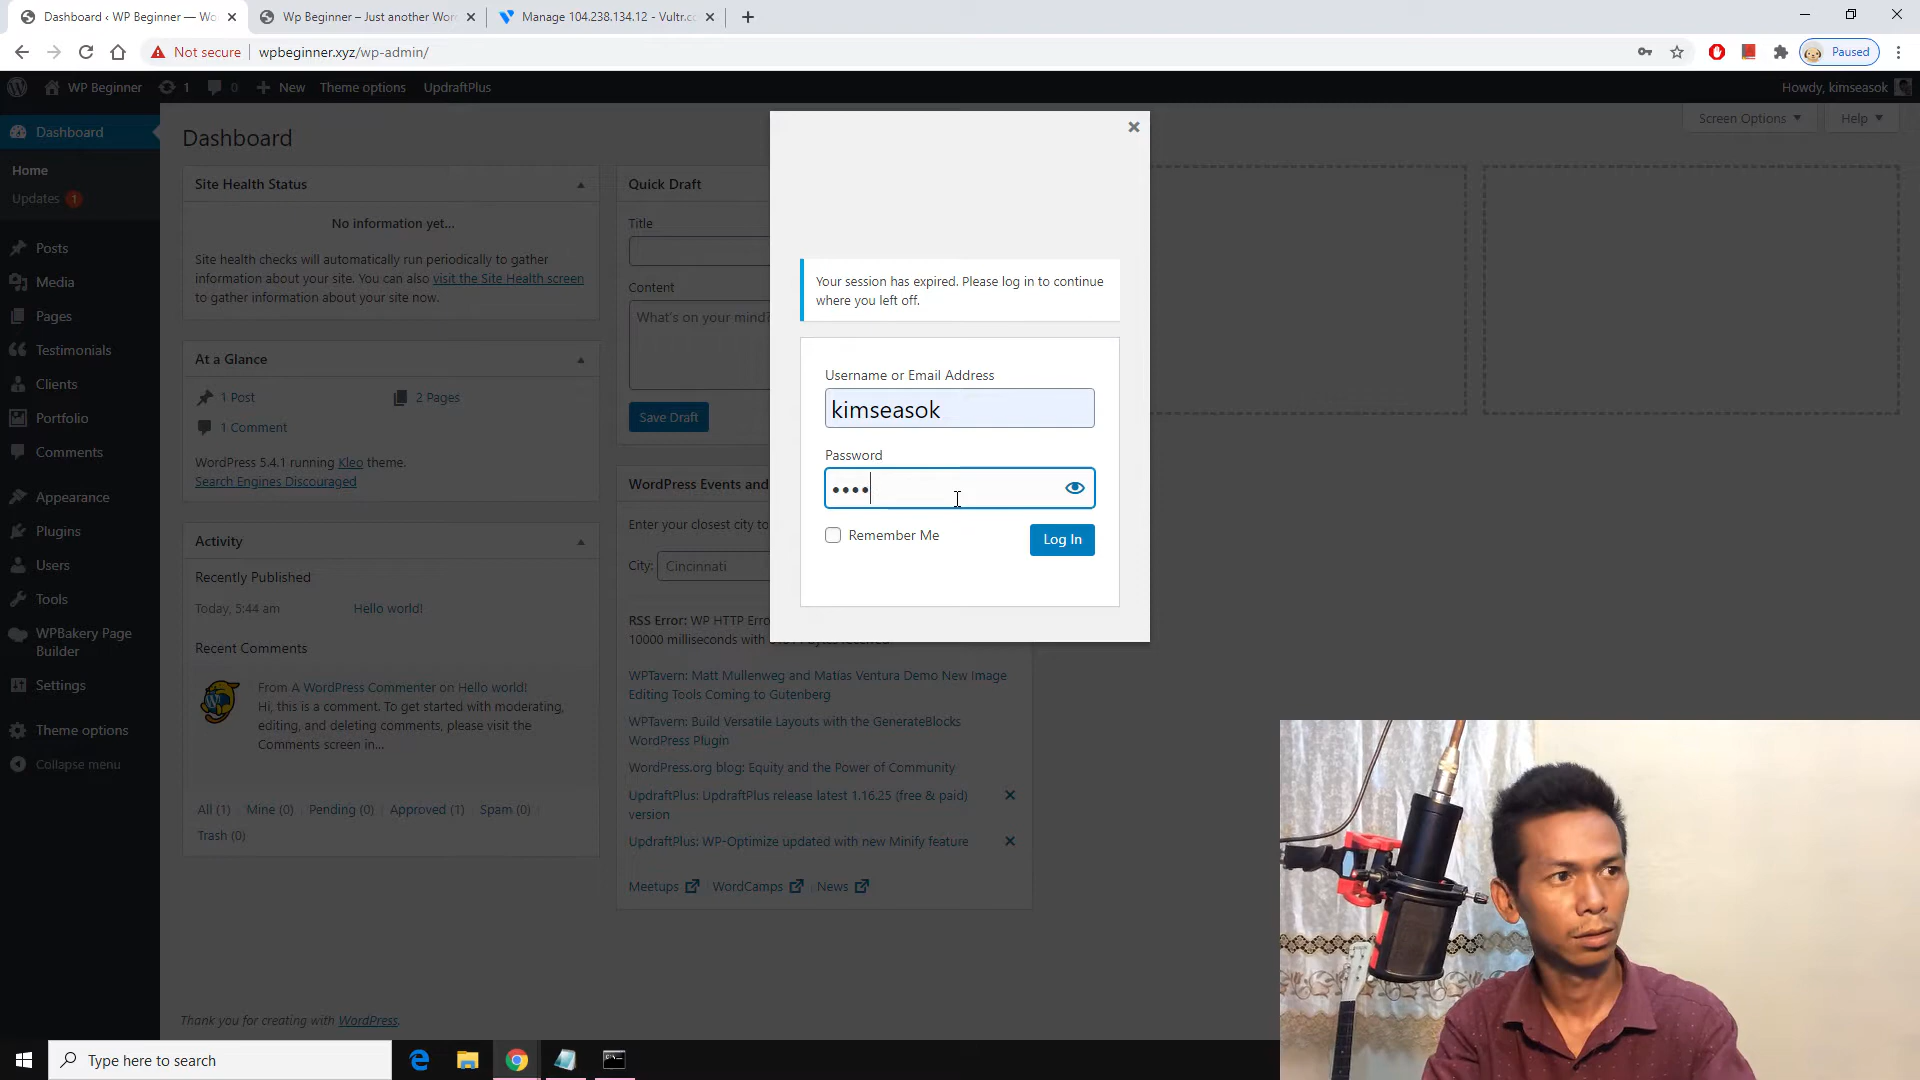 Dashboard ‹ WP Beginner — Wo
Wp Beginner – Just another Wor
Manage 104.238.134.12 - Vultr.c
Not secure
wpbeginner.xyz/wp-admin/
Paused
WP Beginner
1
0
New
Theme options
UpdraftPlus
Howdy, kimseasok
Dashboard
Home
Updates 1
Posts
Media
Pages
Testimonials
Clients
Portfolio
Comments
Appearance
Plugins
Users
Tools
WPBakery Page
Builder
Settings
Theme options
Collapse menu
Dashboard
Screen Options
Help
Site Health Status
No information yet...
Site health checks will automatically run periodically to gather
information about your site. You can also visit the Site Health screen
to gather information about your site now.
At a Glance
1 Post
2 Pages
1 Comment
WordPress 5.4.1 running Kleo theme.
Search Engines Discouraged
Activity
Recently Published
Today, 5:44 am
Hello world!
Recent Comments
From A WordPress Commenter on Hello world!
Hi, this is a comment. To get started with moderating,
editing, and deleting comments, please visit the
Comments screen in...
All (1)
Mine (0)
Pending (0)
Approved (1)
Spam (0)
Trash (0)
Quick Draft
Title
Content
What's on your mind?
Save Draft
WordPress Events and
Enter your closest city to
City:
Cincinnati
RSS Error: WP HTTP Erro
10000 milliseconds with
WPTavern: Matt Mullenweg and Matías Ventura Demo New Image
Editing Tools Coming to Gutenberg
WPTavern: Build Versatile Layouts with the GenerateBlocks
WordPress Plugin
WordPress.org blog: Equity and the Power of Community
UpdraftPlus: UpdraftPlus release latest 1.16.25 (free & paid)
version
UpdraftPlus: WP-Optimize updated with new Minify feature
Meetups
WordCamps
News
Your session has expired. Please log in to continue
where you left off.
Username or Email Address
kimseasok
Password
Remember Me
Log In
Thank you for creating with WordPress.
Type here to search